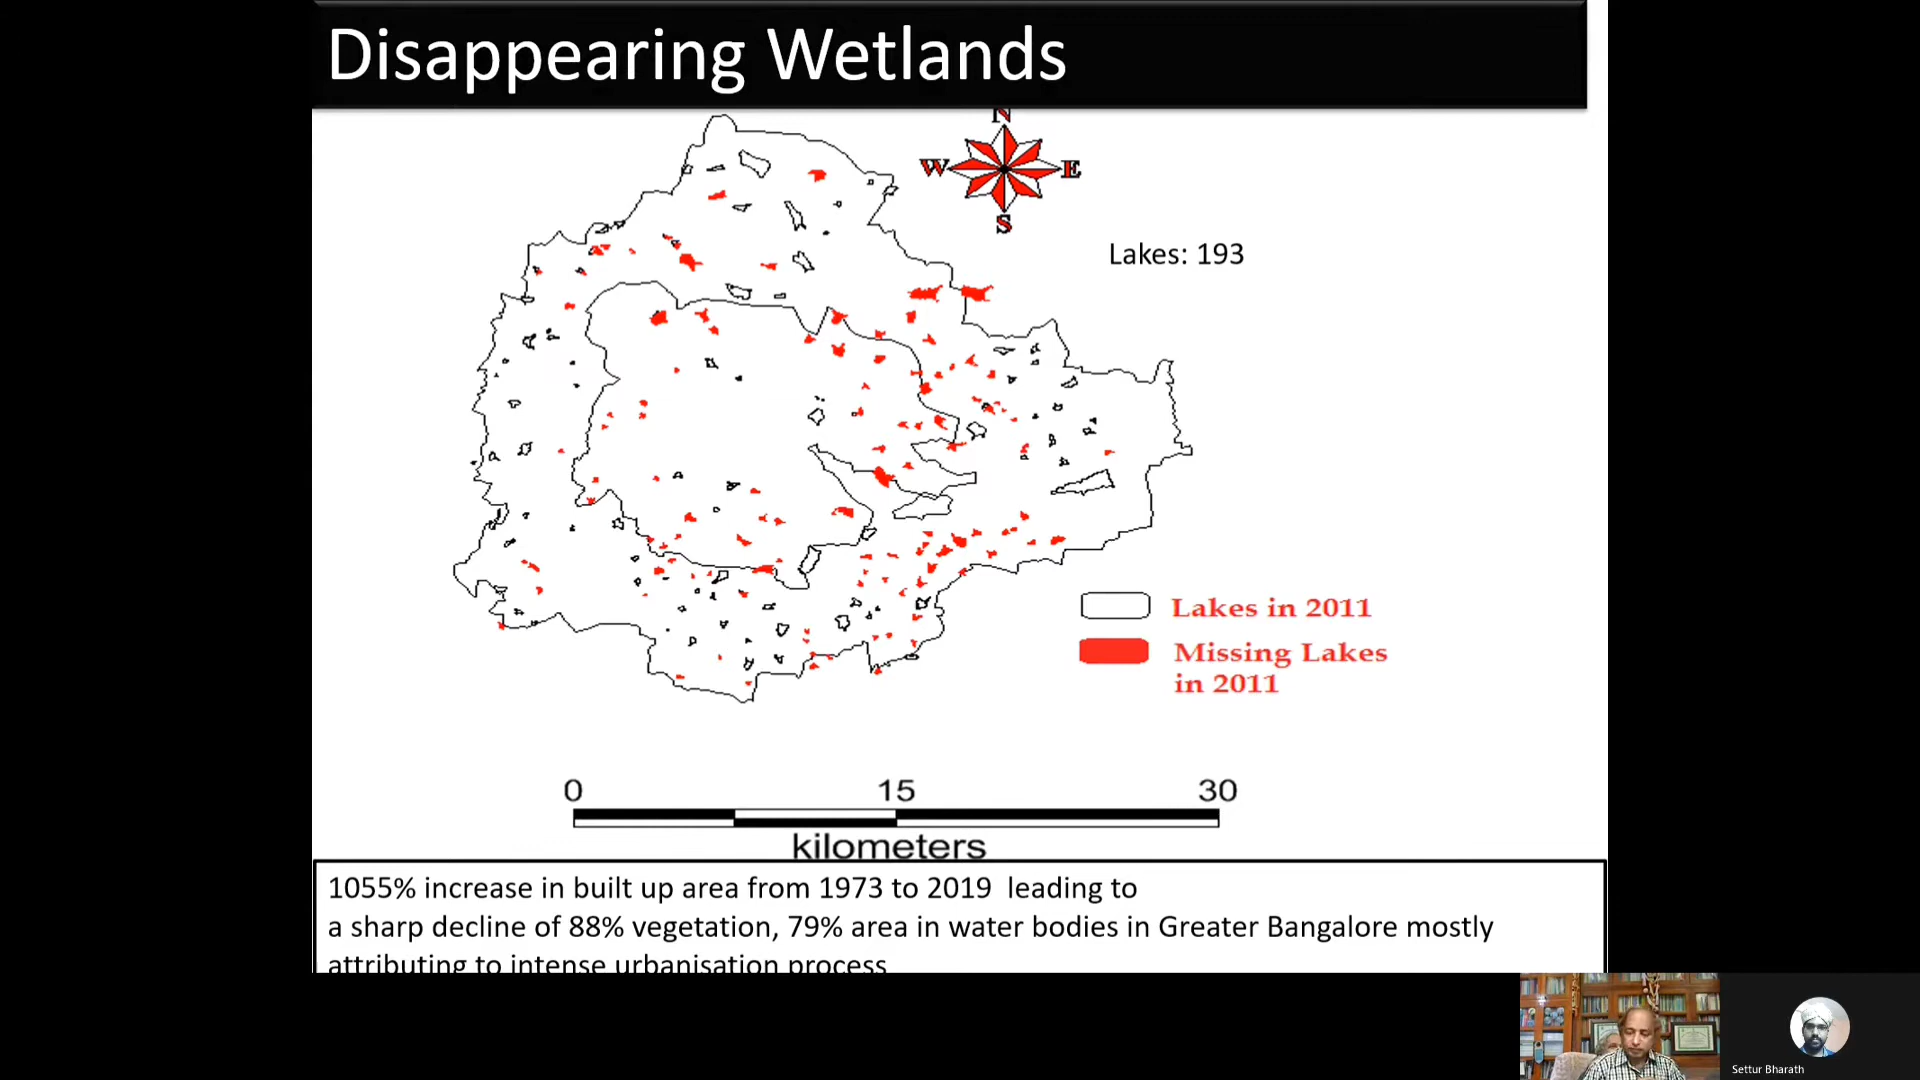 Disappearing Wetlands
N
W
E
S
Lakes: 193
Lakes in 2011
Missing Lakes
in 2011
0 15 30
kilometers
1055% increase in built up area from 1973 to 2019 leading to
a sharp decline of 88% vegetation, 79% area in water bodies in Greater Bangalore mostly
attributing to intense urbanisation process
Settur Bharath